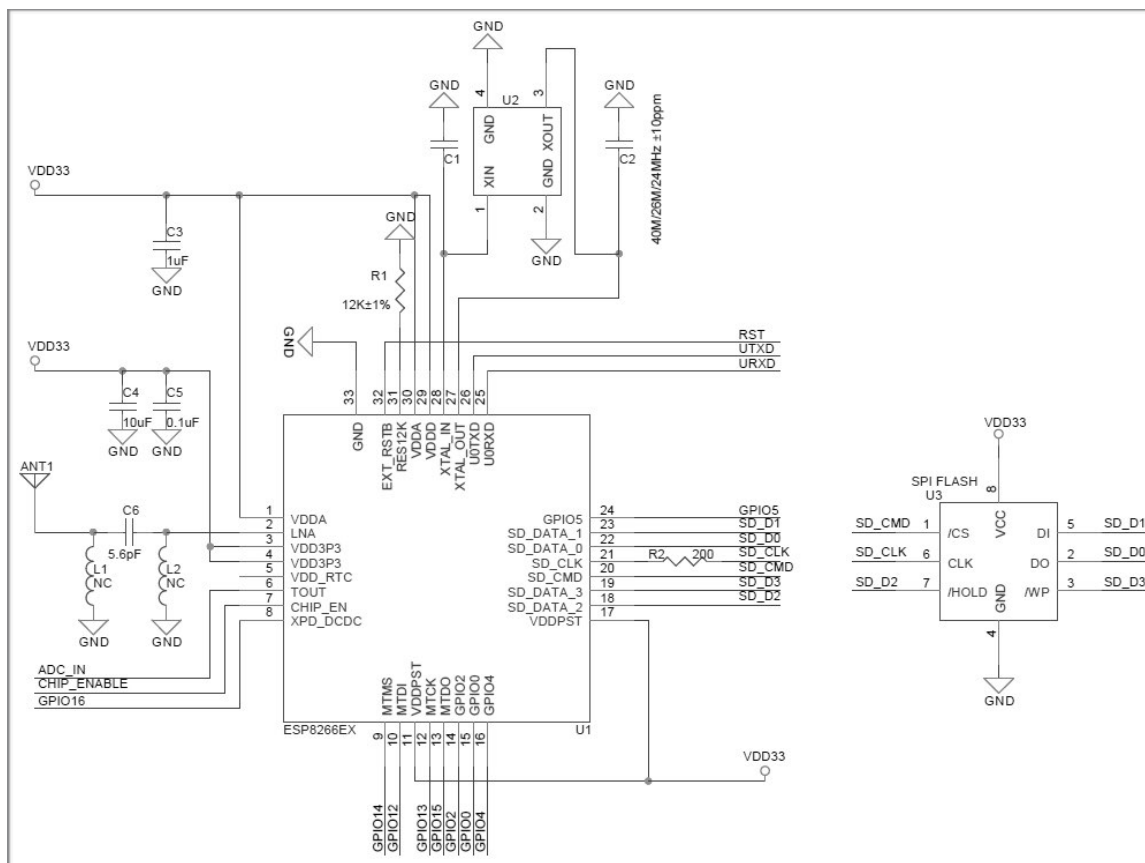 GND
GND
4
3
U2
GND
XOUT
XIN
GND
1
2
GND
C1
GND
C2
40M/26M/24MHz ±10ppm
VDD33
C3
1uF
GND
GND
R1
12K±1%
GND
VDD33
C4
10uF
GND
C5
0.1uF
GND
RST
UTXD
URXD
33
32
31
30
29
28
27
26
25
GND
EXT_RSTB
RES12K
VDDA
VDDD
XTAL_IN
XTAL_OUT
U0TXD
U0RXD
ANT1
C6
5.6pF
L1
NC
GND
L2
NC
GND
1 VDDA
2 LNA
3 VDD3P3
4 VDD3P3
5 VDD_RTC
6 TOUT
7 CHIP_EN
8 XPD_DCDC
ADC_IN
CHIP_ENABLE
GPIO16
GPIO5 24 GPIO5
SD_DATA_1 23 SD_D1
SD_DATA_0 22 SD_D0
SD_CLK 21 R2 200 SD_CLK
SD_CMD 20 SD_CMD
SD_DATA_3 19 SD_D3
SD_DATA_2 18 SD_D2
VDDPST 17
MTMS
MTDI
VDDPST
MTCK
MTDO
GPIO2
GPIO0
GPIO4
ESP8266EX
U1
9
10
11
12
13
14
15
16
GPIO14
GPIO12
GPIO13
GPIO15
GPIO2
GPIO0
GPIO4
VDD33
VDD33
SPI FLASH
U3
8
VCC
SD_CMD 1 /CS
SD_CLK 6 CLK
SD_D2 7 /HOLD
DI 5 SD_D1
DO 2 SD_D0
/WP 3 SD_D3
GND
4
GND